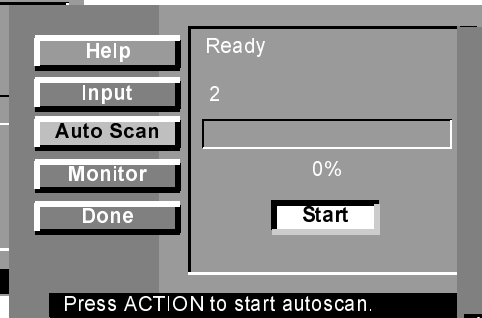 Help
Input
Auto Scan
Monitor
Done
Ready
2
0%
Start
Press ACTION to start autoscan.